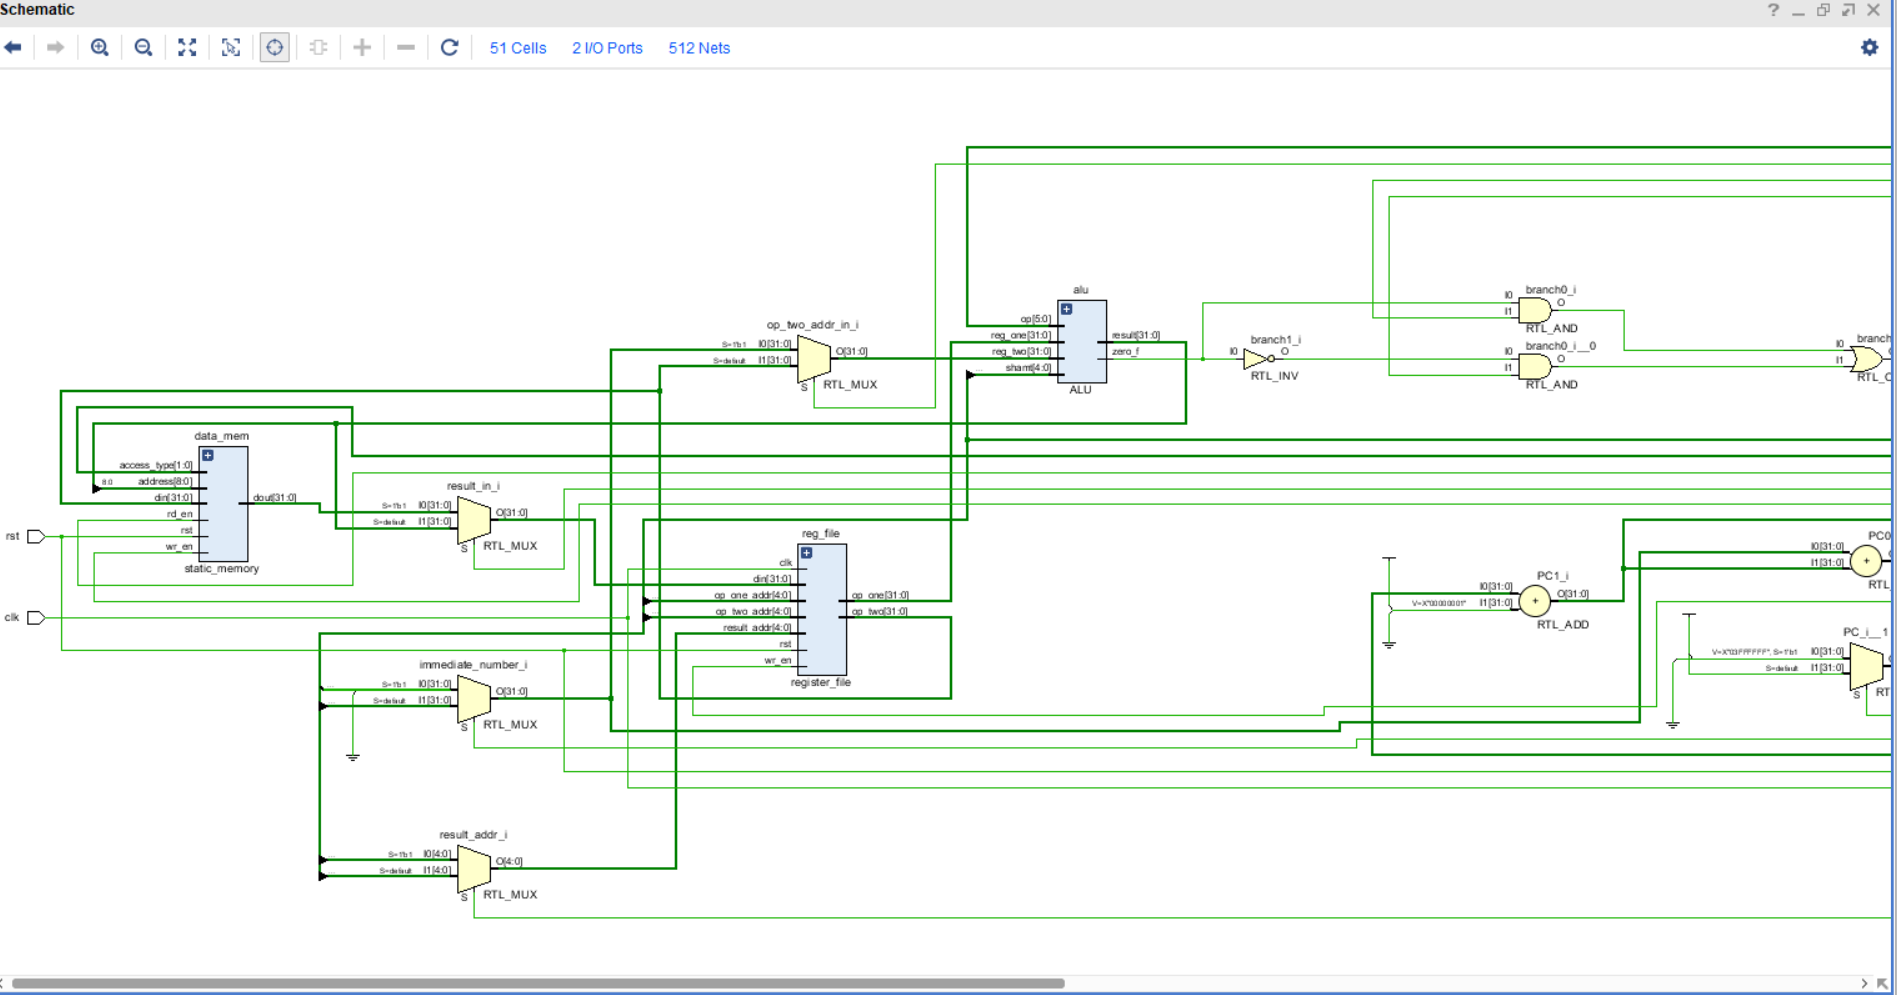 Schematic
?
51 Cells 2 I/O Ports 512 Nets
alu
op[5:0]
reg_one[31:0]
reg_two[31:0]
shamt[4:0]
result[31:0]
zero_f
ALU
op_two_addr_in_i
S=1'b1 I0[31:0]
S=default I1[31:0]
O[31:0]
S RTL_MUX
branch1_i
I0 O
RTL_INV
branch0_i
I0 O
I1
RTL_AND
branch0_i__0
I0 O
I1
RTL_AND
branch
I0
I1
data_mem
access_type[1:0]
8:0 address[8:0]
din[31:0]
rd_en
rst
wr_en
dout[31:0]
static_memory
result_in_i
S=1'b1 I0[31:0]
S=default I1[31:0]
O[31:0]
S RTL_MUX
rst
clk
reg_file
clk
din[31:0]
op_one_addr[4:0]
op_two_addr[4:0]
result_addr[4:0]
rst
wr_en
op_one[31:0]
op_two[31:0]
register_file
PC1_i
I0[31:0]
V=X"00000001" I1[31:0]
+
O[31:0]
RTL_ADD
PC0
I0[31:0]
I1[31:0]
+
RTL_
PC_i__1
V=X"03FFFFFF", S=1'b1 I0[31:0]
S=default I1[31:0]
S RT
immediate_number_i
S=1'b1 I0[31:0]
S=default I1[31:0]
O[31:0]
S RTL_MUX
result_addr_i
S=1'b1 I0[4:0]
S=default I1[4:0]
O[4:0]
S RTL_MUX